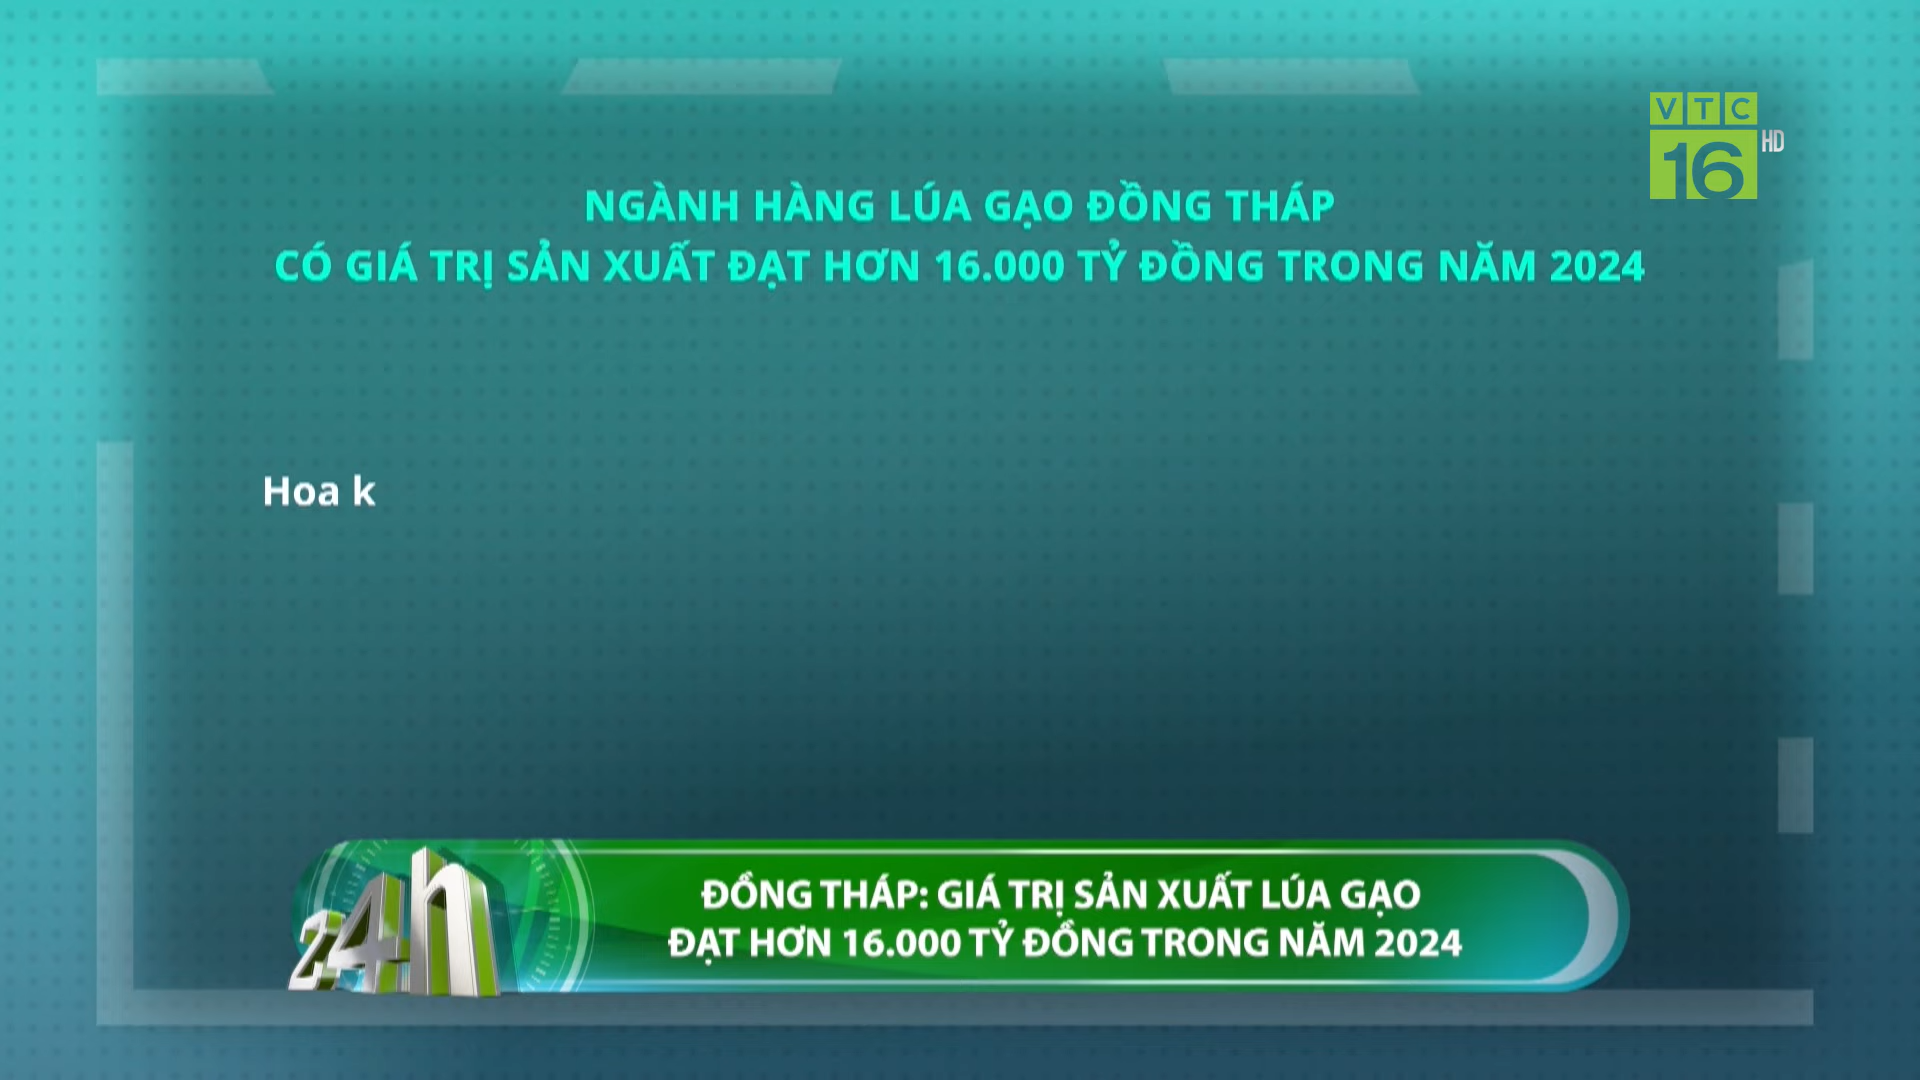 VTC
16 HD
NGÀNH HÀNG LÚA GẠO ĐỒNG THÁP
CÓ GIÁ TRỊ SẢN XUẤT ĐẠT HƠN 16.000 TỶ ĐỒNG TRONG NĂM 2024
Hoa k
24h
ĐỒNG THÁP: GIÁ TRỊ SẢN XUẤT LÚA GẠO
ĐẠT HƠN 16.000 TỶ ĐỒNG TRONG NĂM 2024